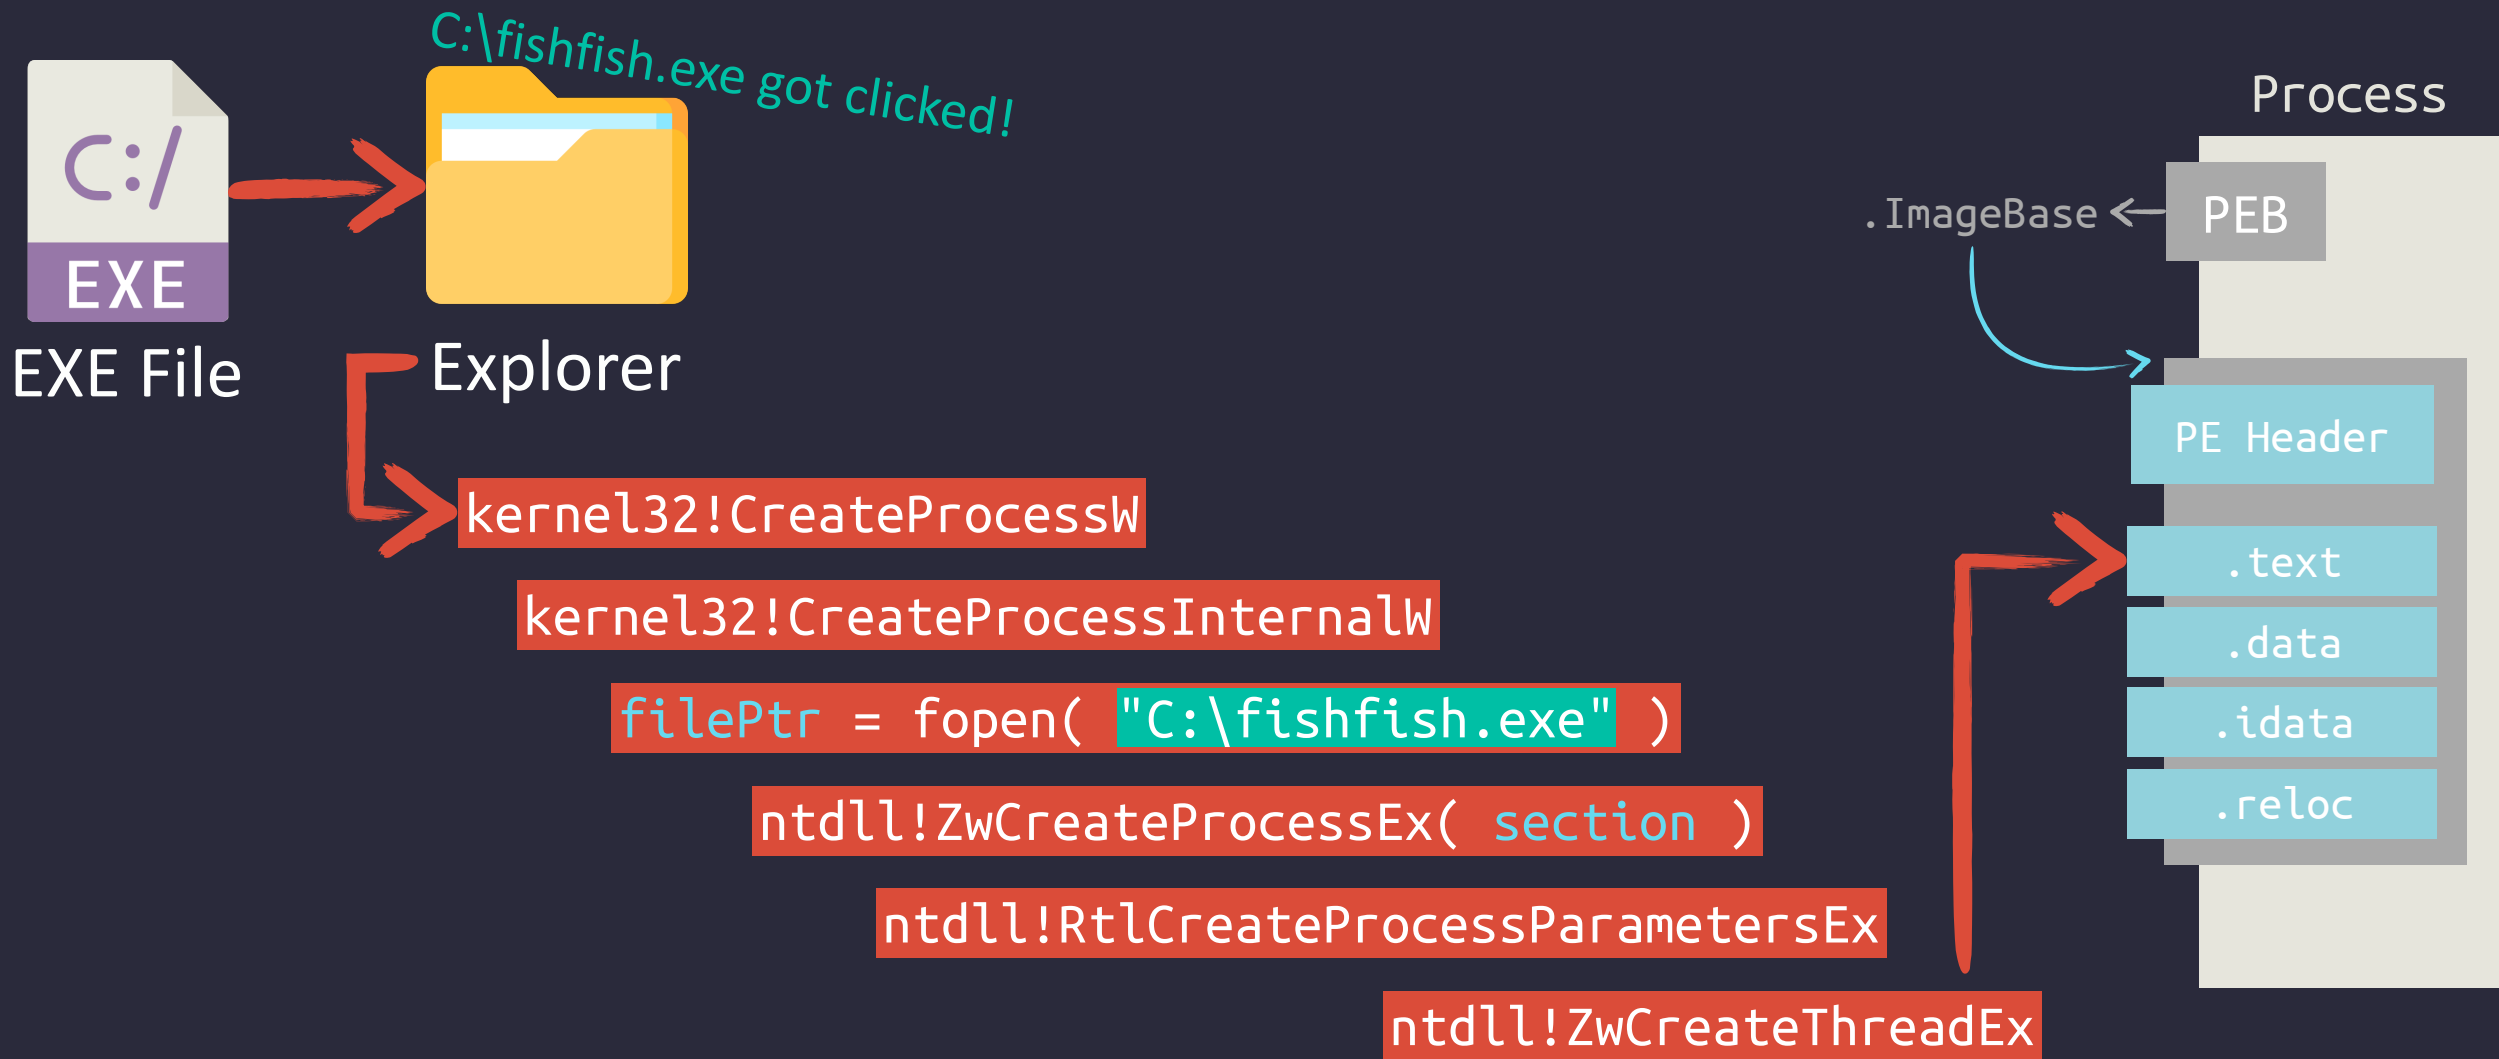 C:\fishfish.exe got clicked!
C:/
EXE
EXE File
Explorer
kernel32!CreateProcessW
kernel32!CreateProcessInternalW
filePtr = fopen( "C:\fishfish.exe" )
ntdll!ZwCreateProcessEx( section )
ntdll!RtlCreateProcessParametersEx
ntdll!ZwCreateThreadEx
Process
.ImageBase
PEB
PE Header
.text
.data
.idata
.reloc